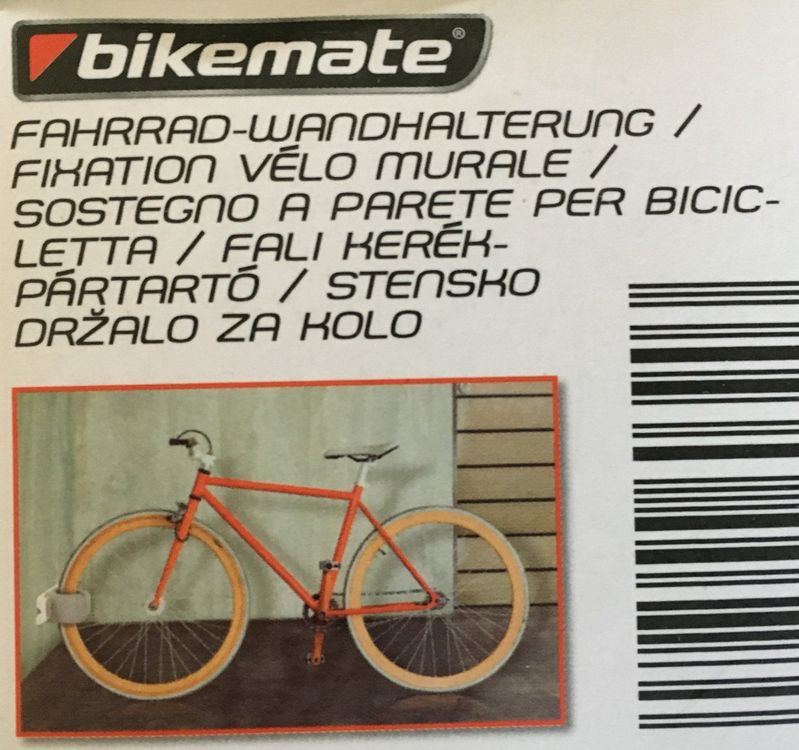 bikemate®
FAHRRAD-WANDHALTERUNG /
FIXATION VÉLO MURALE /
SOSTEGNO A PARETE PER BICIC-
LETTA / FALI KERÉK-
PÁRTARTÓ / STENSKO
DRŽALO ZA KOLO